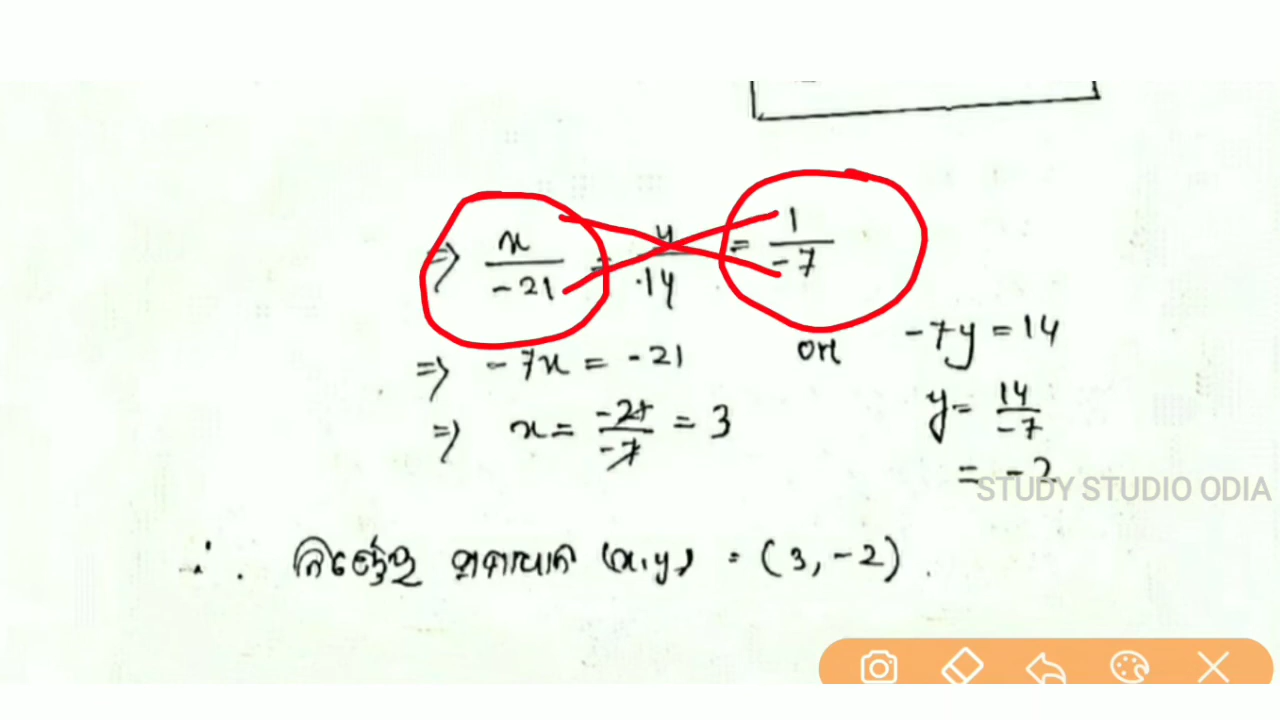 ⇒ x/-21 = y/14 = 1/-7
⇒ -7x = -21 or -7y = 14
⇒ x = -21/-7 = 3 y = 14/-7
= -2
STUDY STUDIO ODIA
∴ ନିର୍ଣ୍ଣେୟ ସମାଧାନ (x,y) = (3,-2).